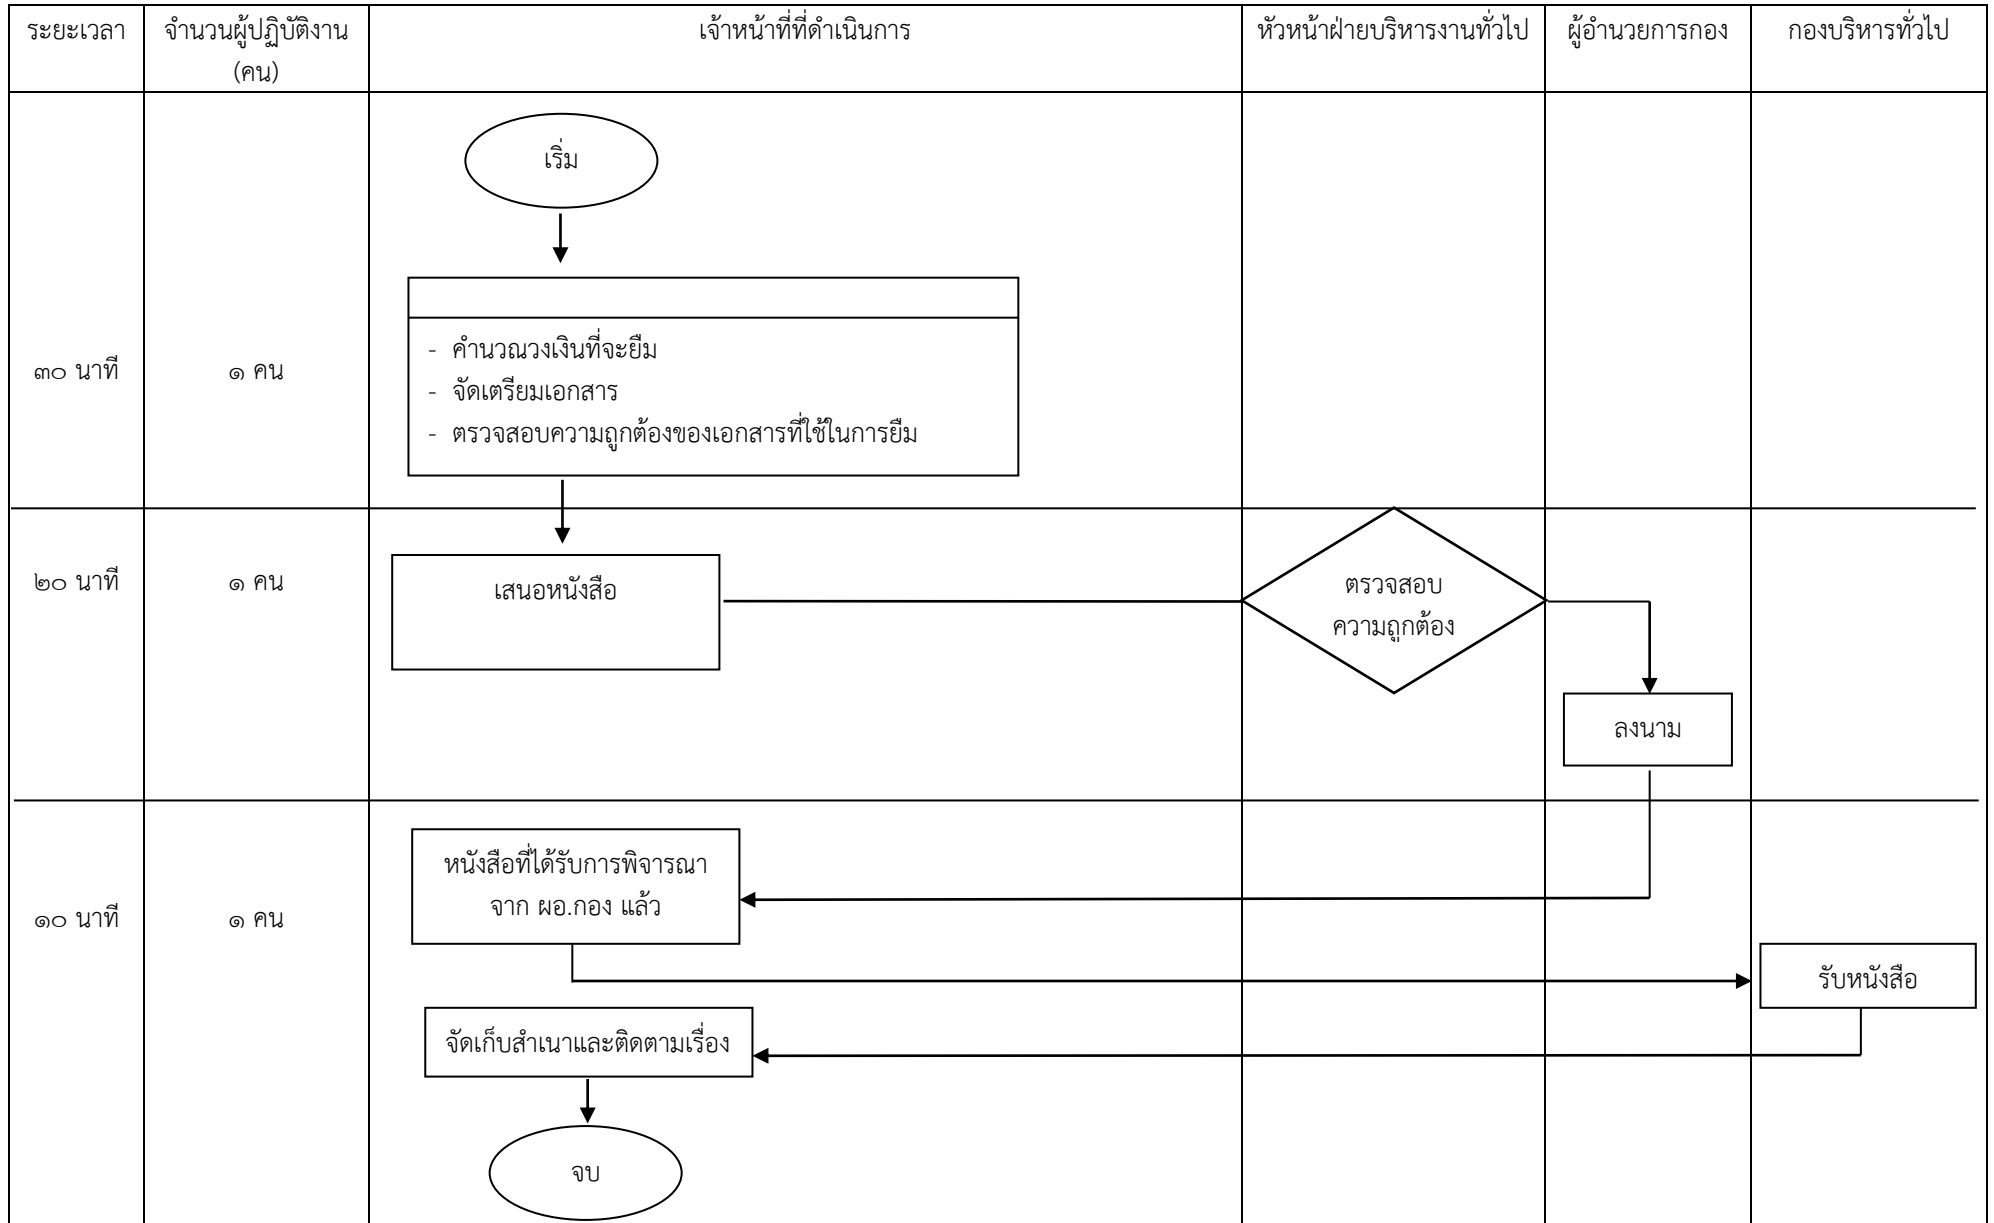 ระยะเวลา
จำนวนผู้ปฏิบัติงาน
(คน)
เจ้าหน้าที่ที่ดำเนินการ
หัวหน้าฝ่ายบริหารงานทั่วไป
ผู้อำนวยการกอง
กองบริหารทั่วไป
เริ่ม
๓๐ นาที
๑ คน
- คำนวณวงเงินที่จะยืม
- จัดเตรียมเอกสาร
- ตรวจสอบความถูกต้องของเอกสารที่ใช้ในการยืม
๒๐ นาที
๑ คน
เสนอหนังสือ
ตรวจสอบ
ความถูกต้อง
ลงนาม
๑๐ นาที
๑ คน
หนังสือที่ได้รับการพิจารณา
จาก ผอ.กอง แล้ว
รับหนังสือ
จัดเก็บสำเนาและติดตามเรื่อง
จบ